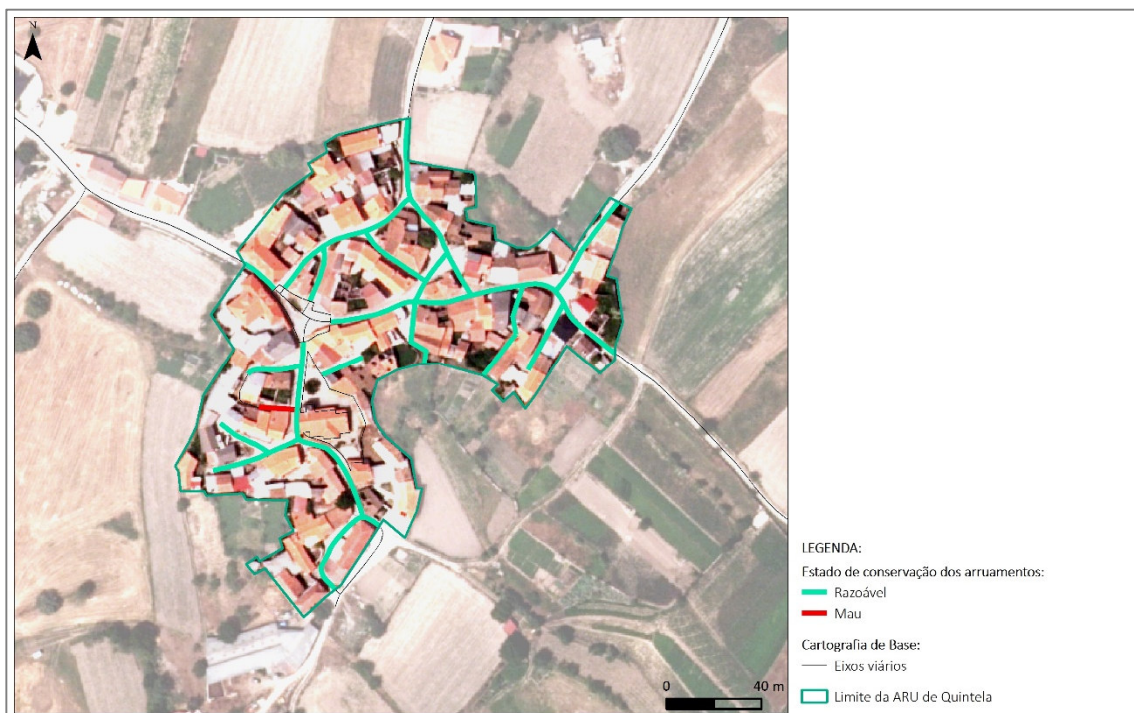 N
LEGENDA:
Estado de conservação dos arruamentos:
Razoável
Mau
Cartografia de Base:
Eixos viários
Limite da ARU de Quintela
0 40 m